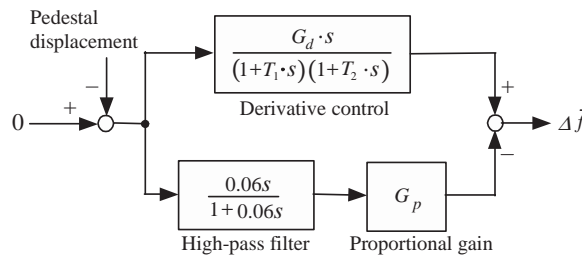 Pedestal
displacement
−
+
0
G_d · s
(1+T_1·s)(1+T_2 · s)
Derivative control
+
−
Δf
0.06s
1+0.06s
High-pass filter
G_p
Proportional gain